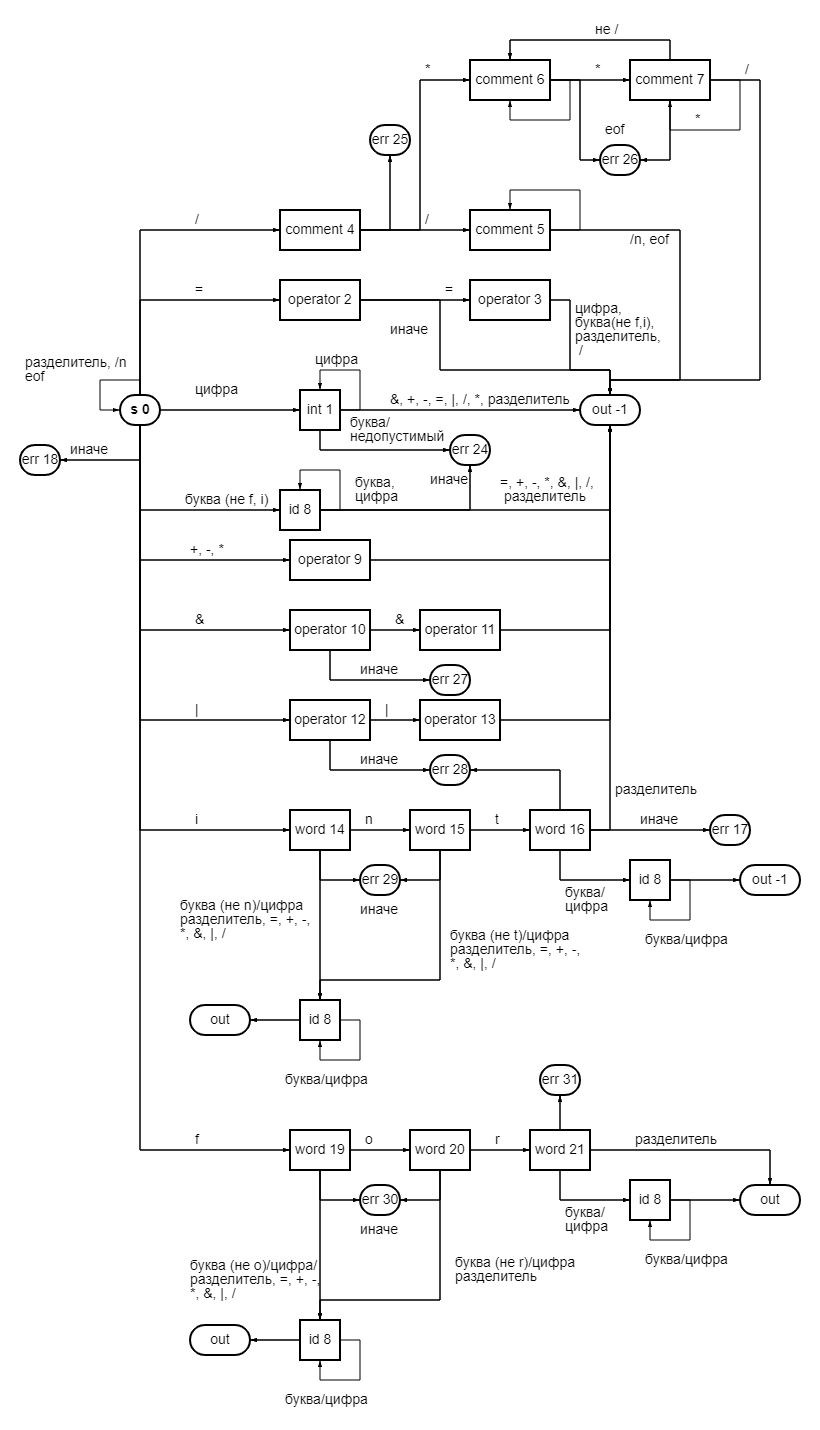 не /
*
comment 6
*
comment 7
/
*
eof
err 25
err 26
/
comment 4
/
comment 5
/n, eof
=
operator 2
=
operator 3
иначе
цифра,
буква(не f,i),
разделитель,
/
разделитель, /n
eof
цифра
s 0
цифра
int 1
&, +, -, =, |, /, *, разделитель
out -1
буква/
недопустимый
err 24
err 18
иначе
буква (не f, i)
id 8
буква,
цифра
иначе
=, +, -, *, &, |, /,
разделитель
+, -, *
operator 9
&
operator 10
&
operator 11
иначе
err 27
|
operator 12
|
operator 13
иначе
err 28
разделитель
i
word 14
n
word 15
t
word 16
иначе
err 17
err 29
иначе
буква/
цифра
id 8
out -1
буква/цифра
буква (не n)/цифра
разделитель, =, +, -,
*, &, |, /
буква (не t)/цифра
разделитель, =, +, -,
*, &, |, /
out
id 8
буква/цифра
err 31
f
word 19
o
word 20
r
word 21
разделитель
err 30
иначе
буква/
цифра
id 8
out
буква/цифра
буква (не o)/цифра/
разделитель, =, +, -,
*, &, |, /
буква (не r)/цифра
разделитель
out
id 8
буква/цифра